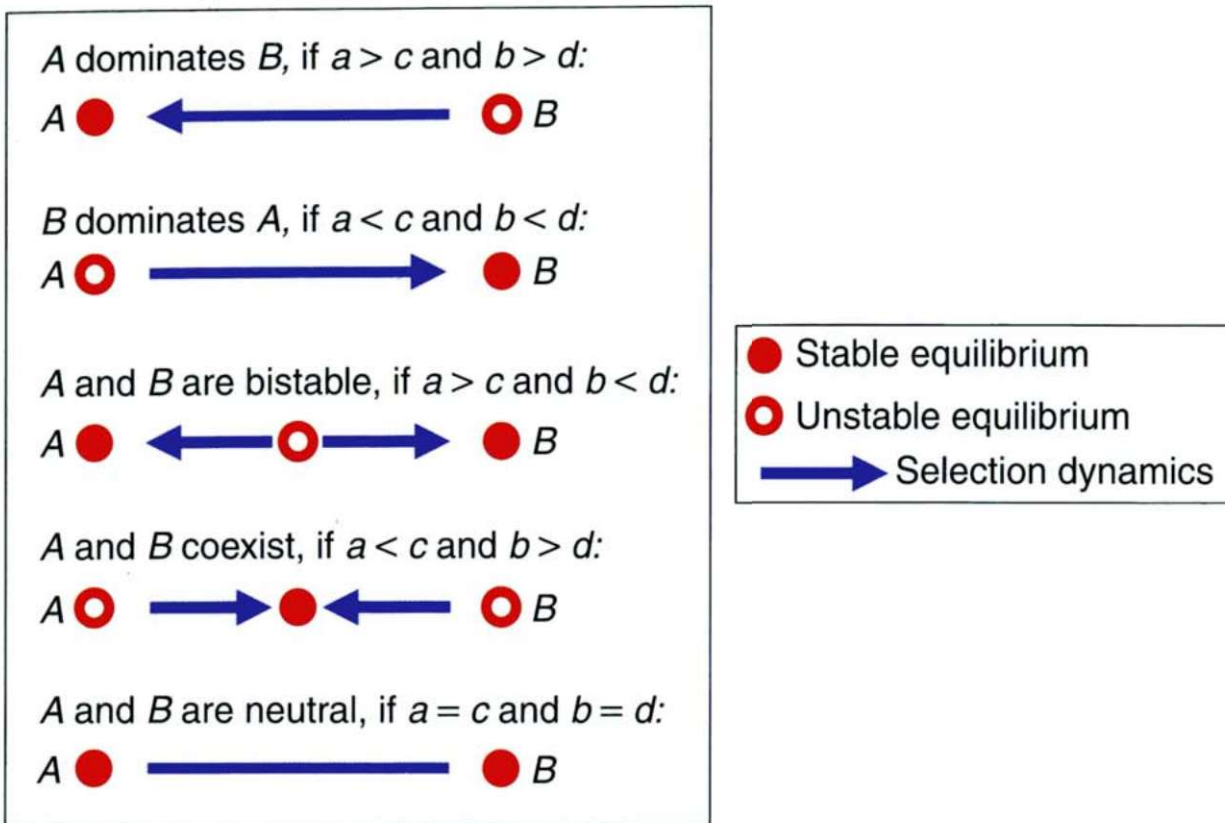 A dominates B, if a > c and b > d:
A B
B dominates A, if a < c and b < d:
A B
A and B are bistable, if a > c and b < d:
A B
A and B coexist, if a < c and b > d:
A B
A and B are neutral, if a = c and b = d:
A B
Stable equilibrium
Unstable equilibrium
Selection dynamics